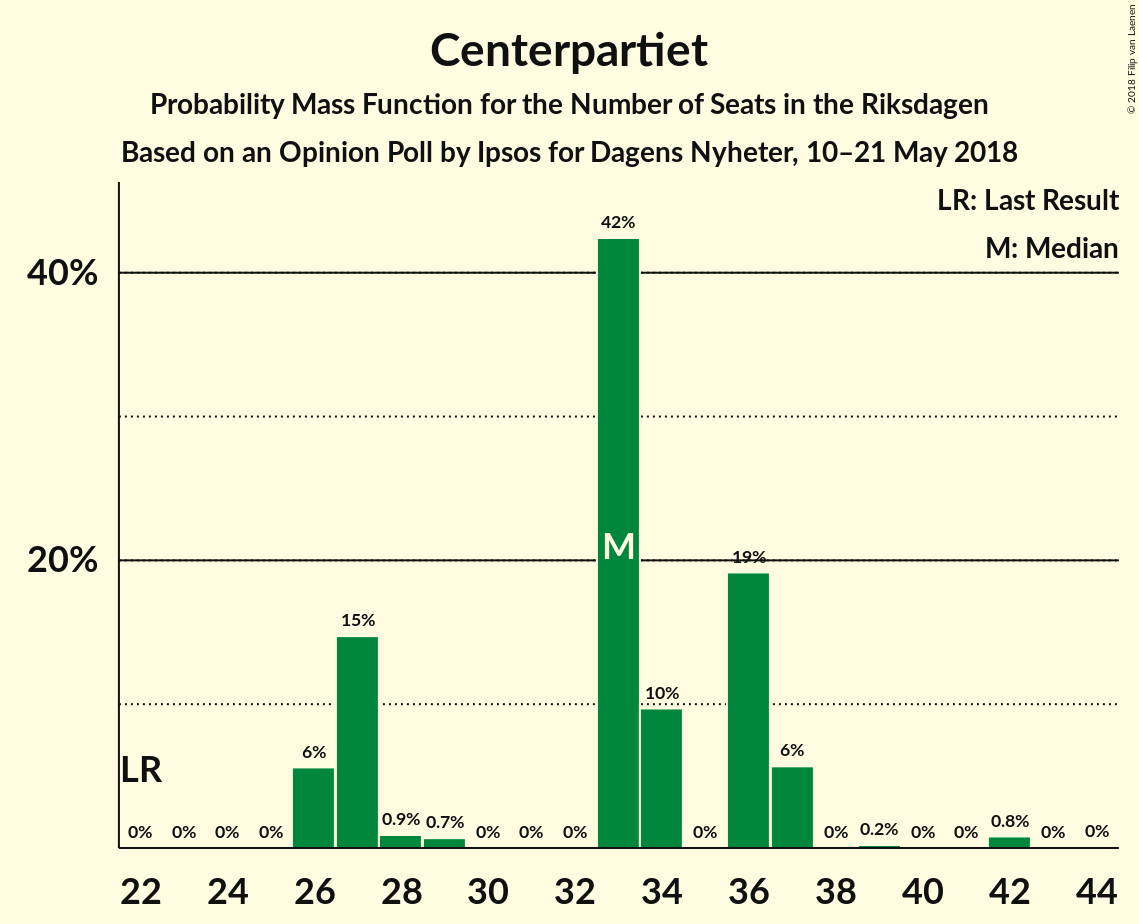 Centerpartiet
Probability Mass Function for the Number of Seats in the Riksdagen
Based on an Opinion Poll by Ipsos for Dagens Nyheter, 10–21 May 2018
© 2018 Filip van Laenen
LR: Last Result
M: Median
40%
20%
42%
M
19%
15%
10%
6%
6%
LR
0% 0% 0% 0% 0.9% 0.7% 0% 0% 0% 0% 0% 0.2% 0% 0% 0.8% 0% 0%
22 24 26 28 30 32 34 36 38 40 42 44